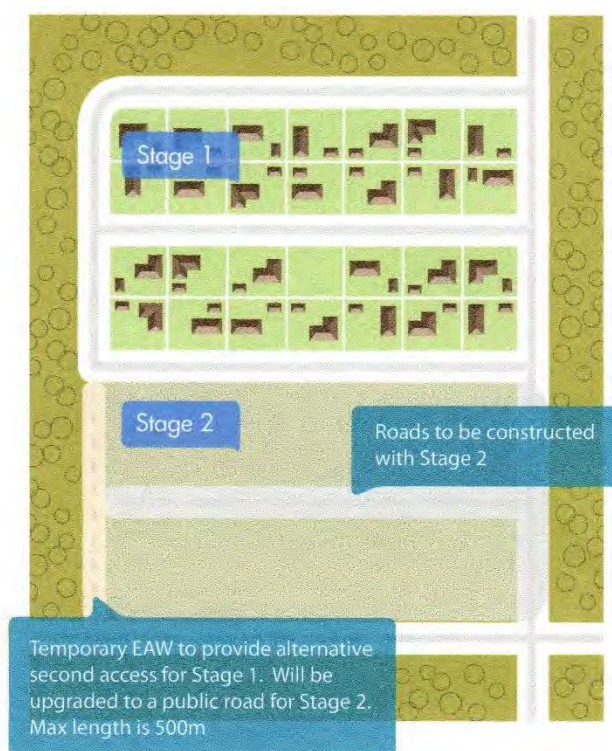 Stage 1
Stage 2
Roads to be constructed
with Stage 2
Temporary EAW to provide alternative
second access for Stage 1. Will be
upgraded to a public road for Stage 2.
Max length is 500m